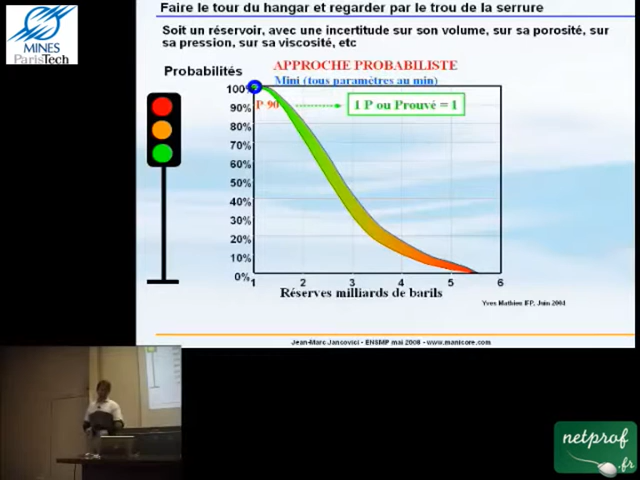 Faire le tour du hangar et regarder par le trou de la serrure
Soit un réservoir, avec une incertitude sur son volume, sur sa porosité, sur
sa pression, sur sa viscosité, etc
MINES
ParisTech
APPROCHE PROBABILISTE
Probabilités
Mini (tous paramètres au min)
100%
P 90
1 P ou Prouvé = 1
90%
80%
70%
60%
50%
40%
30%
20%
10%
0%
1 2 3 4 5 6
Réserves milliards de barils
Yves Mathieu IFP, Juin 2004
Jean-Marc Jancovici - ENSMP mai 2008 - www.manicore.com
netprof
.fr